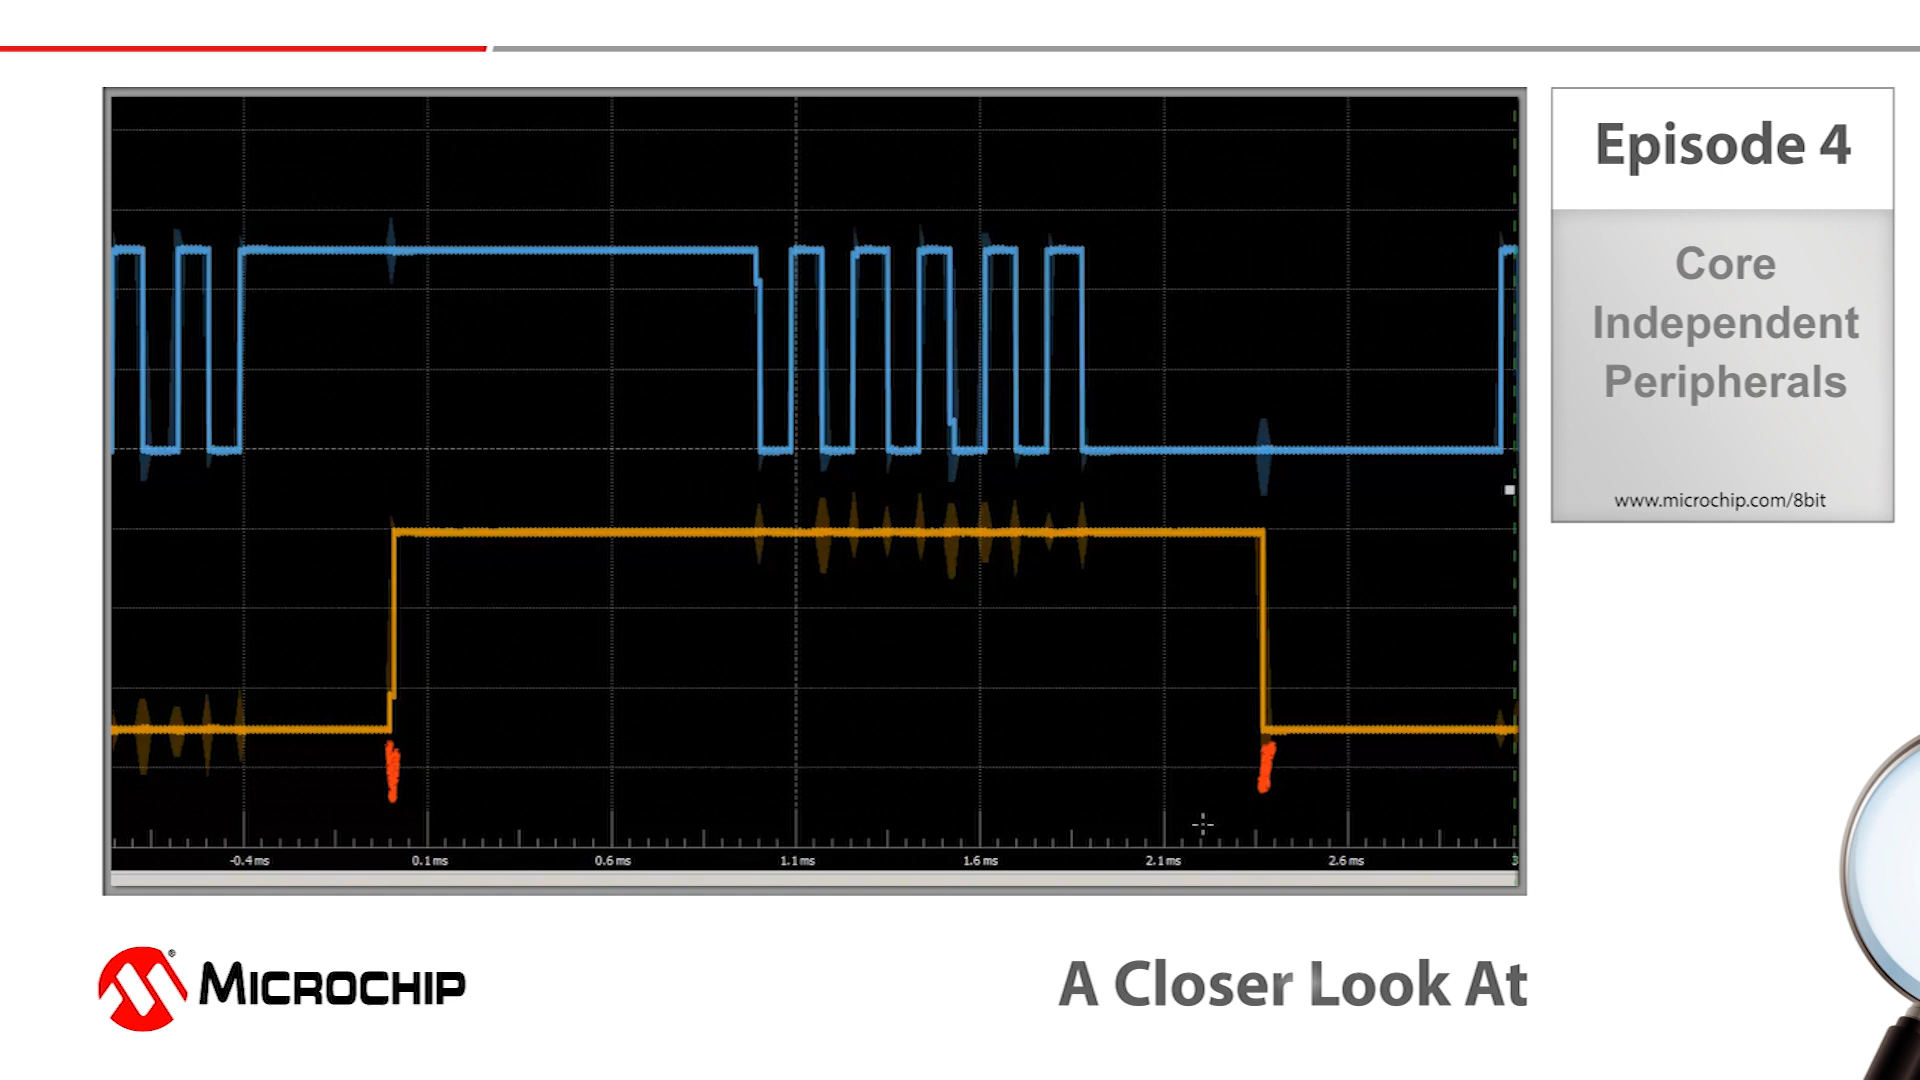 Episode 4
Core
Independent
Peripherals
www.microchip.com/8bit
-0.4 ms 0.1 ms 0.6 ms 1.1 ms 1.6 ms 2.1 ms 2.6 ms 3
MICROCHIP®
A Closer Look At